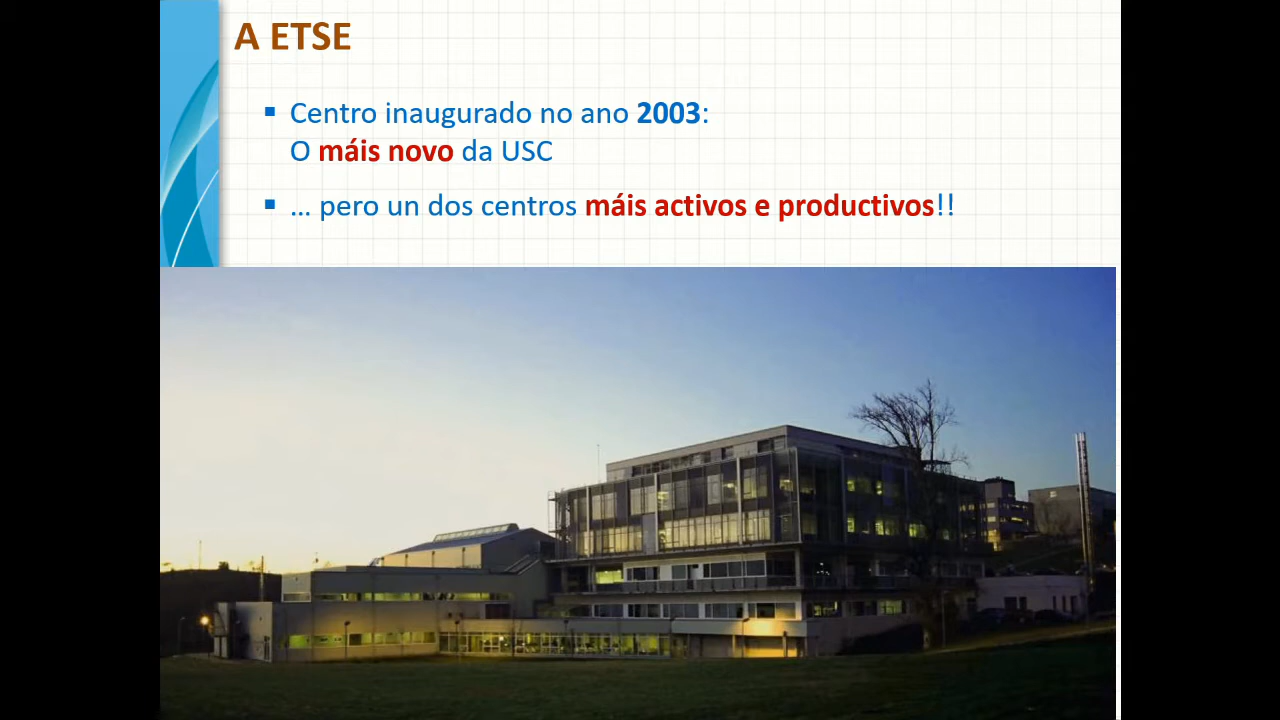 A ETSE
Centro inaugurado no ano 2003:
O máis novo da USC
... pero un dos centros máis activos e productivos!!